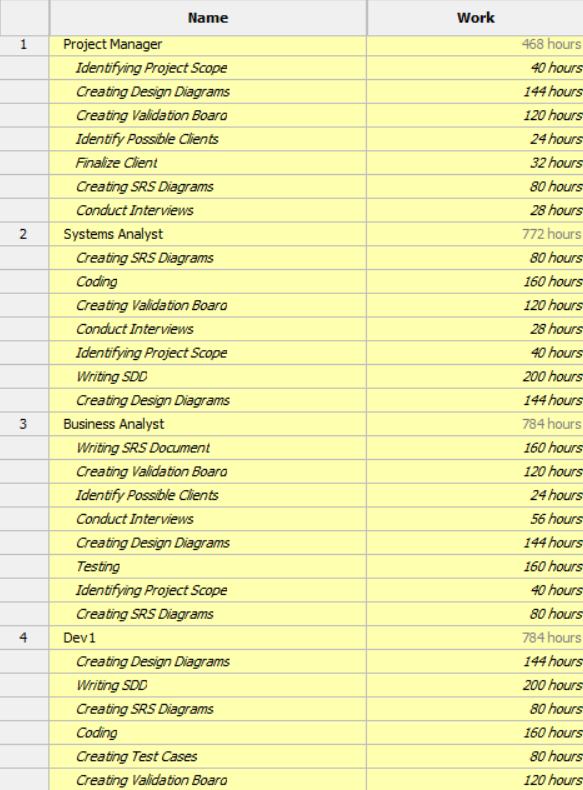 Name Work
1 Project Manager 468 hours
Identifying Project Scope 40 hours
Creating Design Diagrams 144 hours
Creating Validation Board 120 hours
Identify Possible Clients 24 hours
Finalize Client 32 hours
Creating SRS Diagrams 80 hours
Conduct Interviews 28 hours
2 Systems Analyst 772 hours
Creating SRS Diagrams 80 hours
Coding 160 hours
Creating Validation Board 120 hours
Conduct Interviews 28 hours
Identifying Project Scope 40 hours
Writing SDD 200 hours
Creating Design Diagrams 144 hours
3 Business Analyst 784 hours
Writing SRS Document 160 hours
Creating Validation Board 120 hours
Identify Possible Clients 24 hours
Conduct Interviews 56 hours
Creating Design Diagrams 144 hours
Testing 160 hours
Identifying Project Scope 40 hours
Creating SRS Diagrams 80 hours
4 Dev1 784 hours
Creating Design Diagrams 144 hours
Writing SDD 200 hours
Creating SRS Diagrams 80 hours
Coding 160 hours
Creating Test Cases 80 hours
Creating Validation Board 120 hours